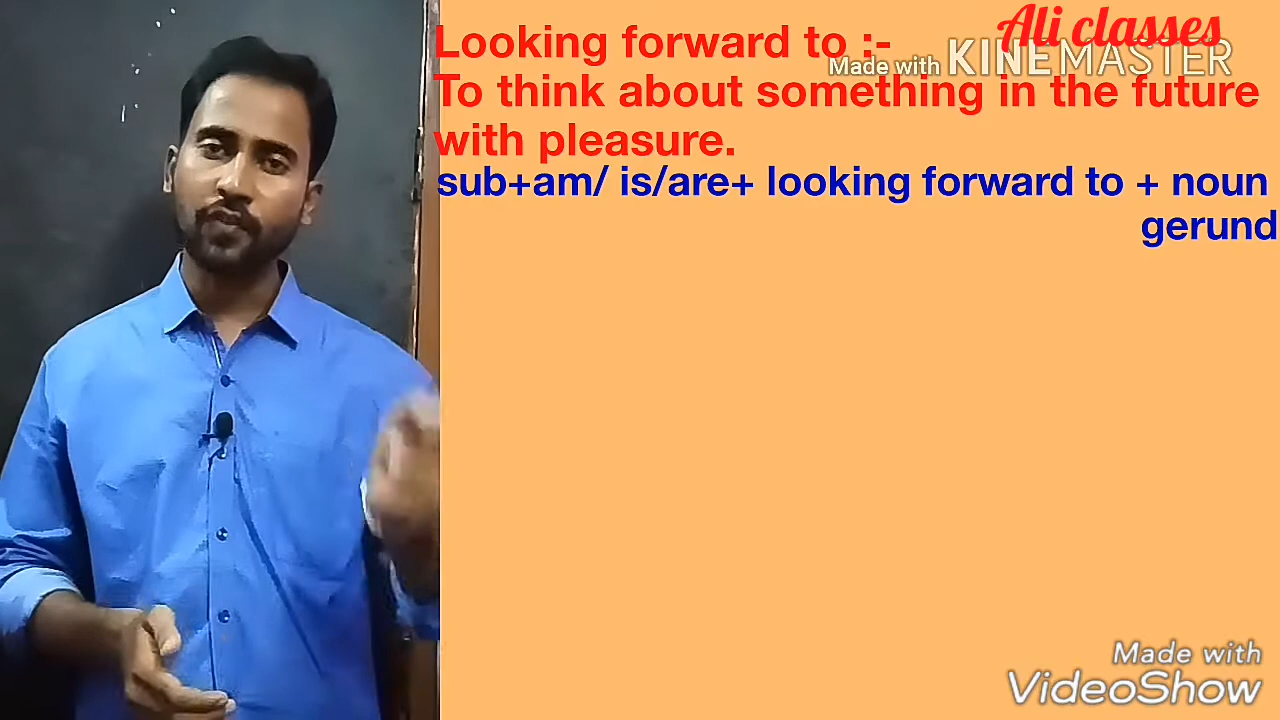 Ali classes
Looking forward to :-
Made with KINEMASTER
To think about something in the future
with pleasure.
sub+am/ is/are+ looking forward to + noun
gerund
Made with
VideoShow